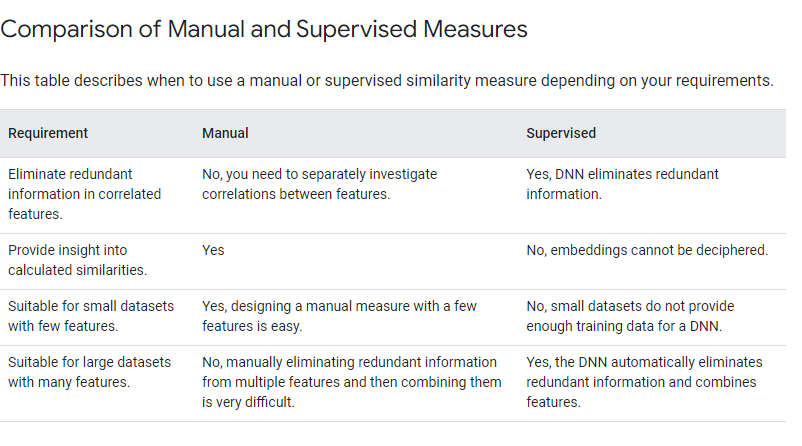 Comparison of Manual and Supervised Measures
This table describes when to use a manual or supervised similarity measure depending on your requirements.
Requirement Manual Supervised
Eliminate redundant
information in correlated
features.
No, you need to separately investigate
correlations between features.
Yes, DNN eliminates redundant
information.
Provide insight into
calculated similarities.
Yes
No, embeddings cannot be deciphered.
Suitable for small datasets
with few features.
Yes, designing a manual measure with a few
features is easy.
No, small datasets do not provide
enough training data for a DNN.
Suitable for large datasets
with many features.
No, manually eliminating redundant information
from multiple features and then combining them
is very difficult.
Yes, the DNN automatically eliminates
redundant information and combines
features.